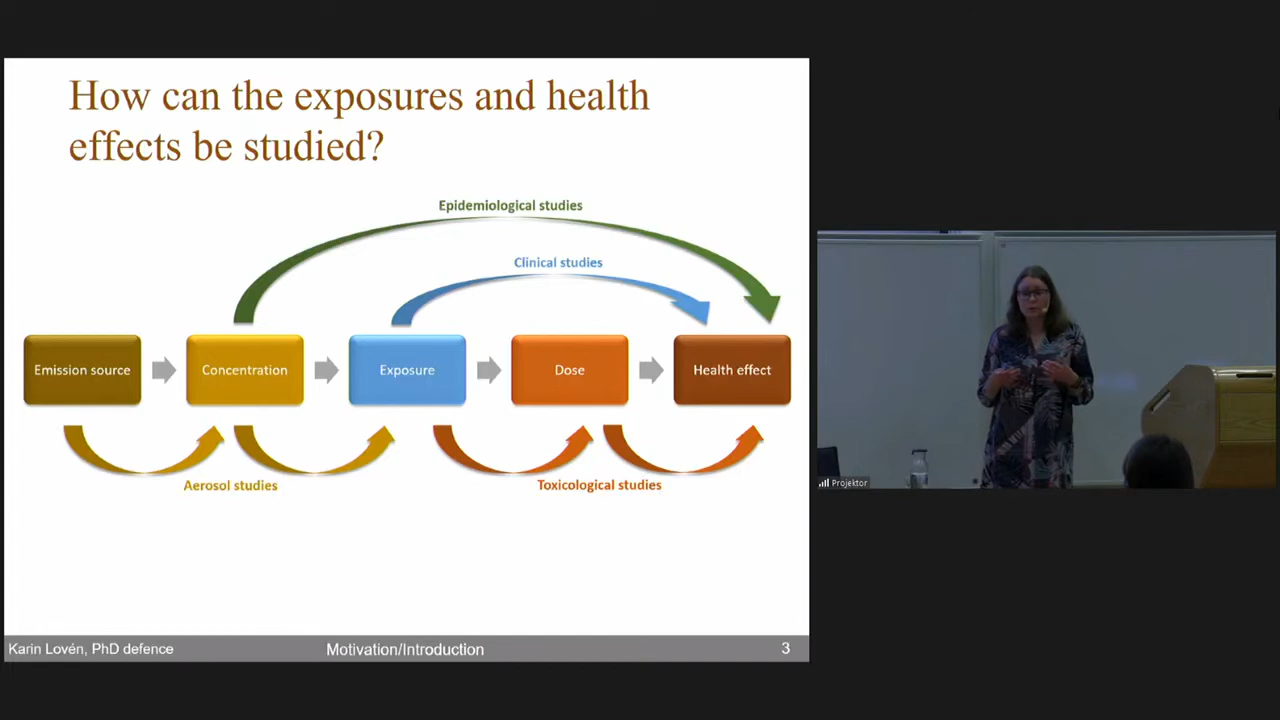 How can the exposures and health
effects be studied?
Epidemiological studies
Clinical studies
Emission source
Concentration
Exposure
Dose
Health effect
Aerosol studies
Toxicological studies
Karin Lovén, PhD defence
Motivation/Introduction
3
Projektor